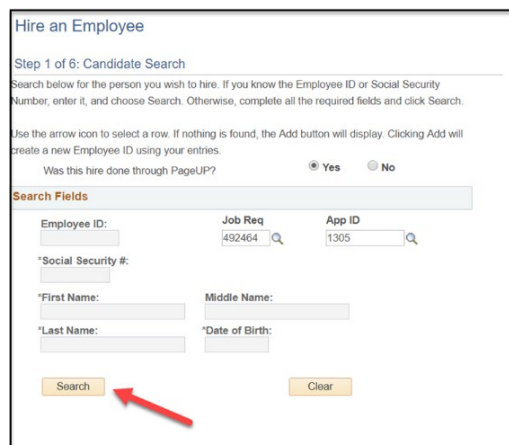 Hire an Employee
Step 1 of 6: Candidate Search
Search below for the person you wish to hire. If you know the Employee ID or Social Security
Number, enter it, and choose Search. Otherwise, complete all the required fields and click Search.
Use the arrow icon to select a row. If nothing is found, the Add button will display. Clicking Add will
create a new Employee ID using your entries.
Was this hire done through PageUP? Yes No
Search Fields
Employee ID: Job Req App ID
492464 1305
*Social Security #:
*First Name: Middle Name:
*Last Name: *Date of Birth:
Search Clear